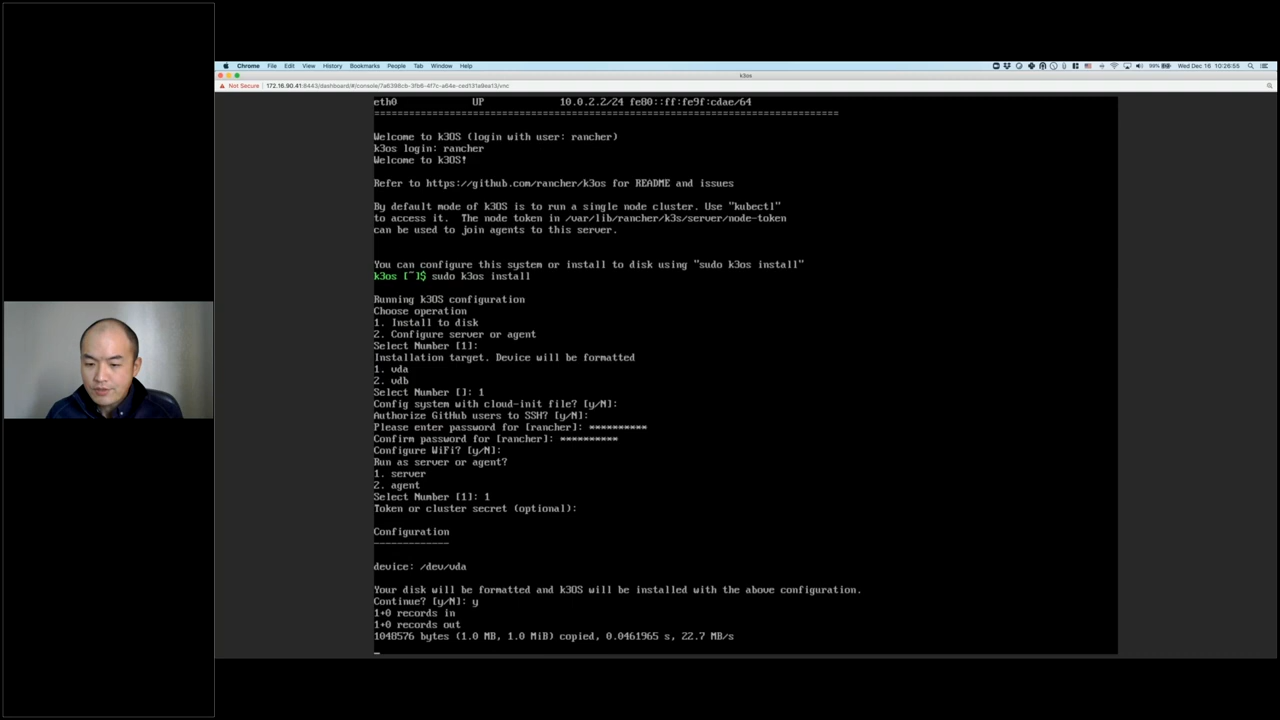 Chrome File Edit View History Bookmarks People Tab Window Help
99% Wed Dec 16 10:26:55
k3os
Not Secure 172.16.90.41:8443/dashboard/#/console/7a6398cb-3fb6-4f7c-a64e-ced131a9ea13/vnc
eth0 UP 10.0.2.2/24 fe80::ff:fe9f:cdae/64
================================================================================
Welcome to k3OS (login with user: rancher)
k3os login: rancher
Welcome to k3OS!
Refer to https://github.com/rancher/k3os for README and issues
By default mode of k3OS is to run a single node cluster. Use "kubectl"
to access it.  The node token in /var/lib/rancher/k3s/server/node-token
can be used to join agents to this server.
You can configure this system or install to disk using "sudo k3os install"
k3os [~]$ sudo k3os install
Running k3OS configuration
Choose operation
1. Install to disk
2. Configure server or agent
Select Number [1]:
Installation target. Device will be formatted
1. vda
2. vdb
Select Number []: 1
Config system with cloud-init file? [y/N]:
Authorize GitHub users to SSH? [y/N]:
Please enter password for [rancher]: **********
Confirm password for [rancher]: **********
Configure WiFi? [y/N]:
Run as server or agent?
1. server
2. agent
Select Number [1]: 1
Token or cluster secret (optional):
Configuration
-------------
device: /dev/vda
Your disk will be formatted and k3OS will be installed with the above configuration.
Continue? [y/N]: y
1+0 records in
1+0 records out
1048576 bytes (1.0 MB, 1.0 MiB) copied, 0.0461965 s, 22.7 MB/s